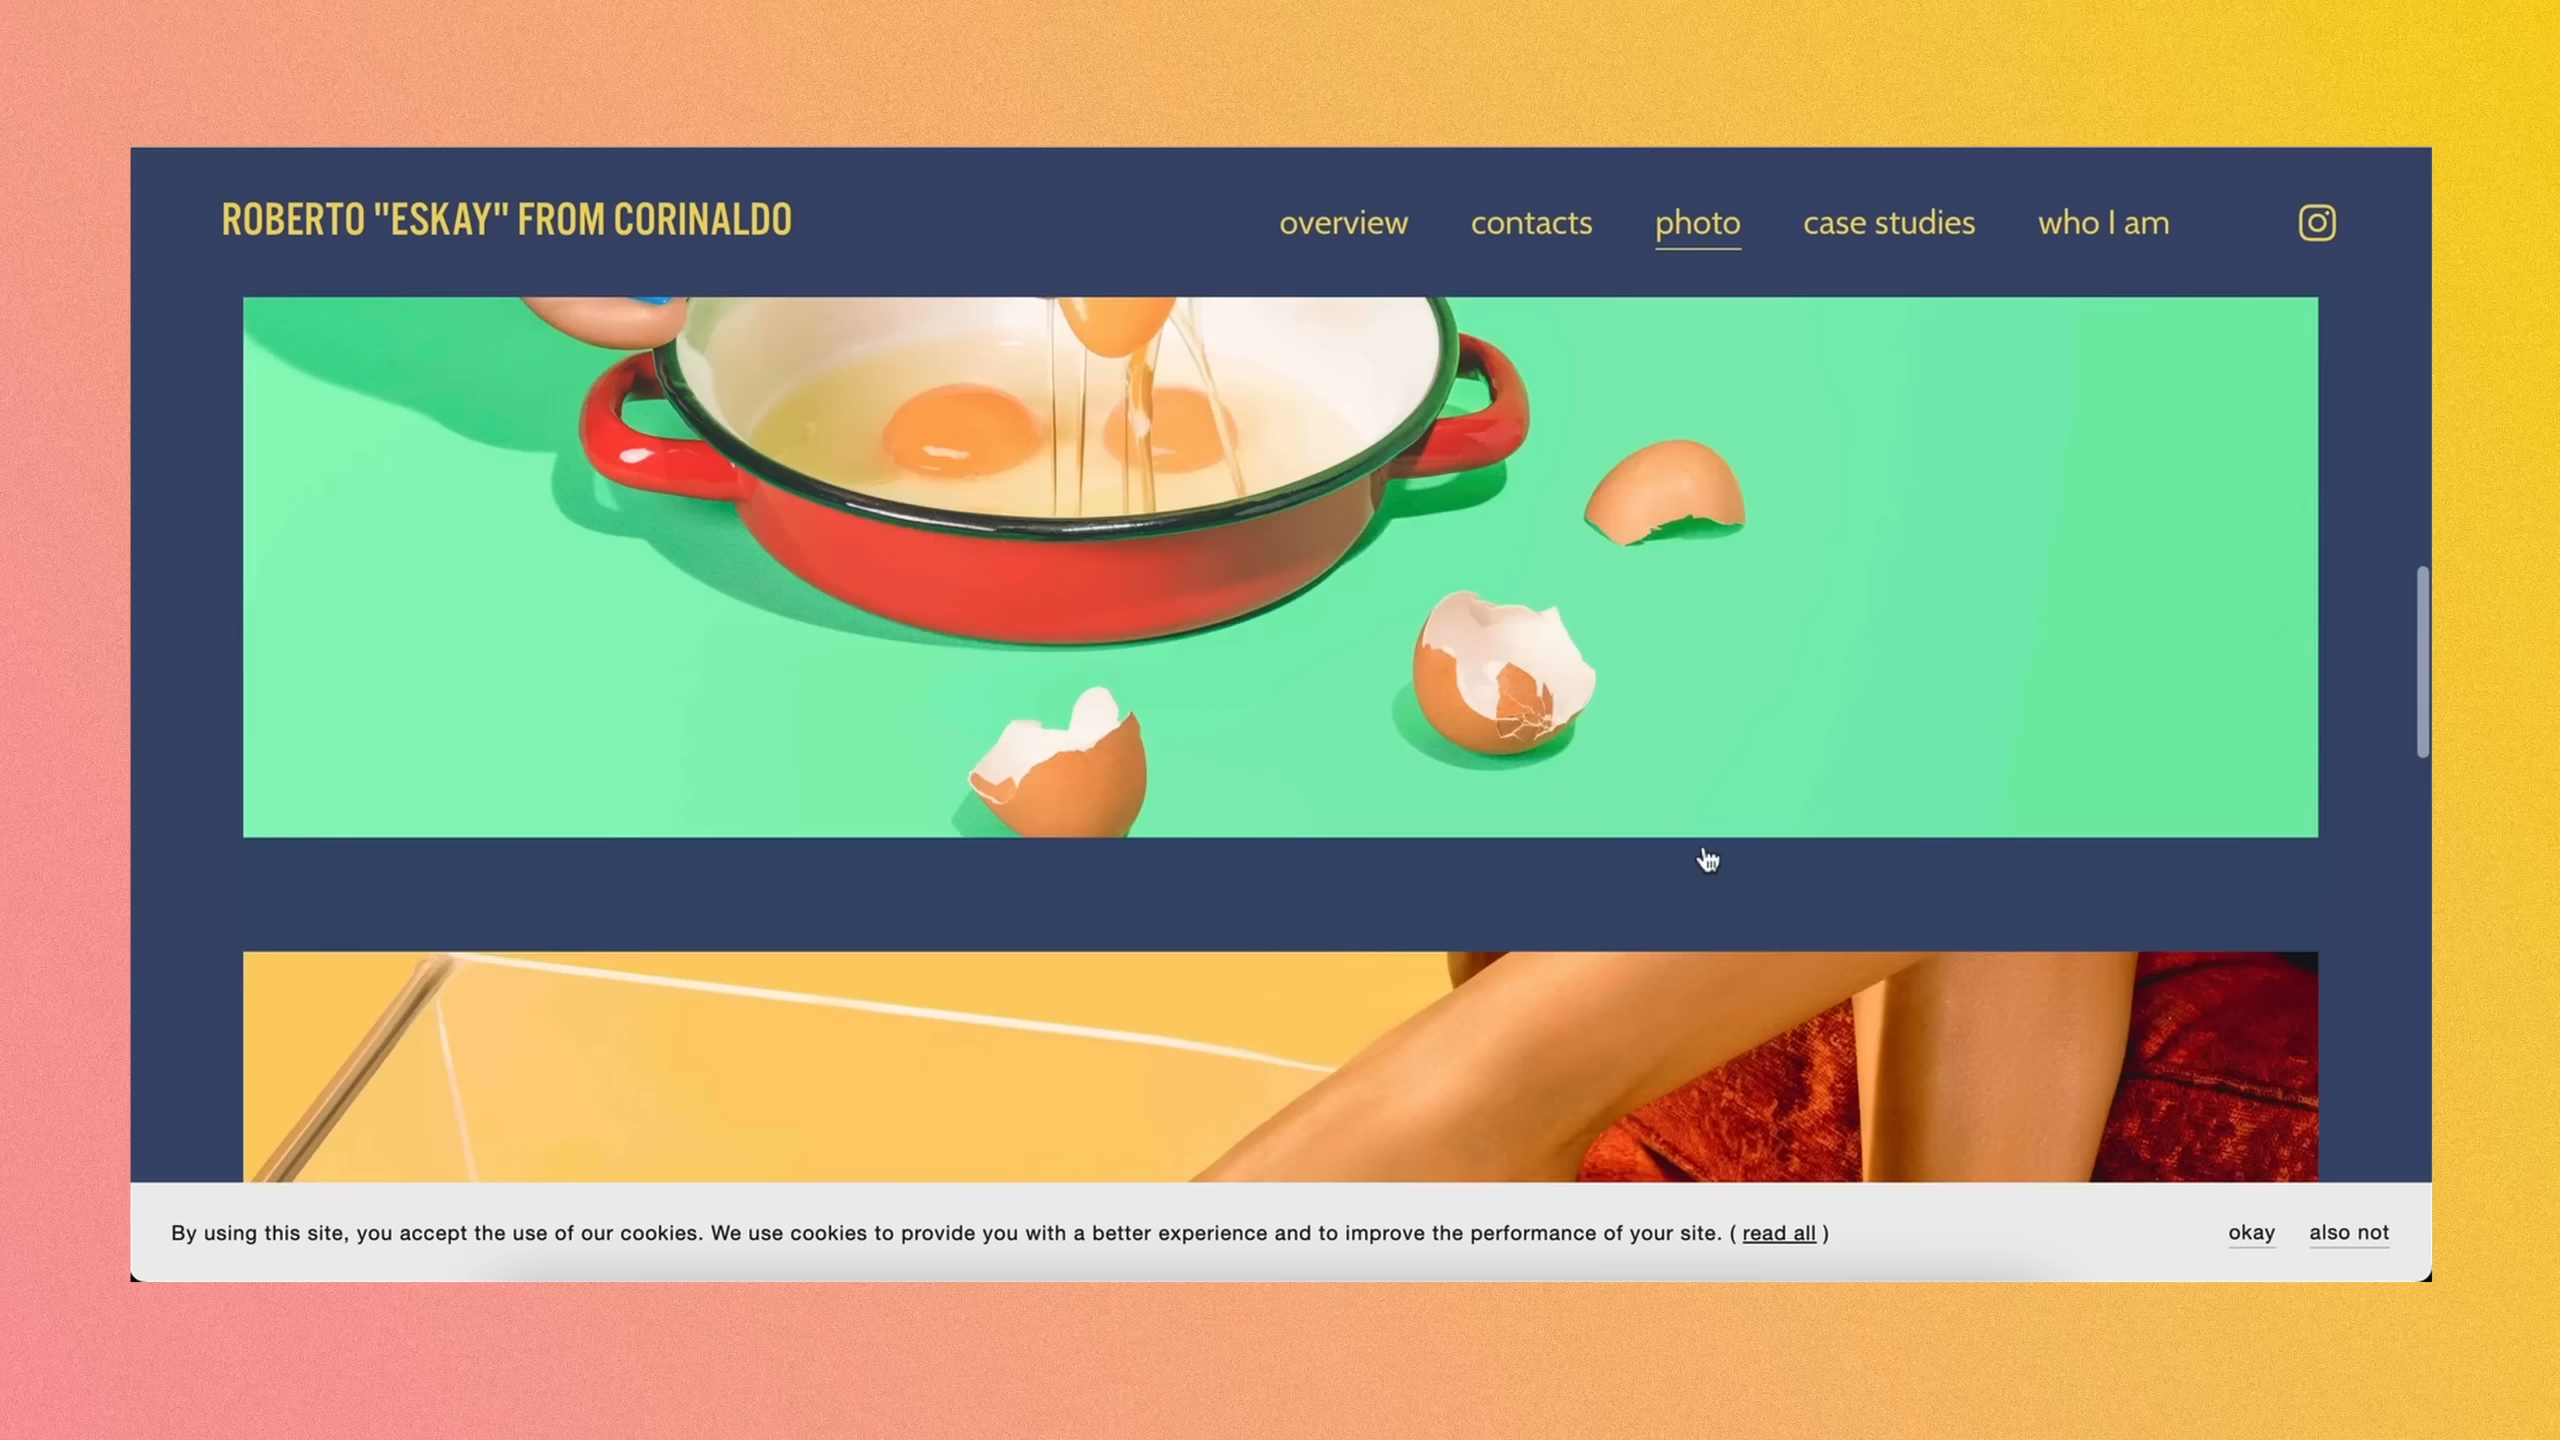 ROBERTO "ESKAY" FROM CORINALDO
overview contacts photo case studies who I am
By using this site, you accept the use of our cookies. We use cookies to provide you with a better experience and to improve the performance of your site. ( read all )
okay also not